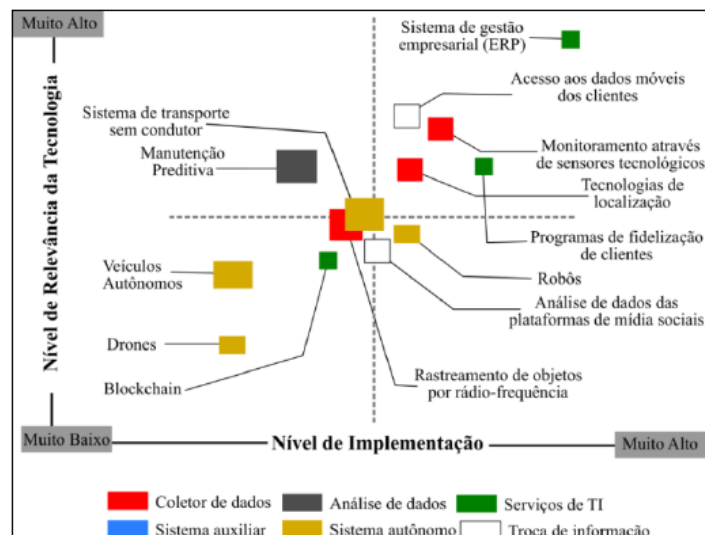 Muito Alto
Sistema de gestão
empresarial (ERP)
Acesso aos dados móveis
dos clientes
Sistema de transporte
sem condutor
Manutenção
Preditiva
Monitoramento através
de sensores tecnológicos
Tecnologias de
localização
Programas de fidelização
de clientes
Veículos
Autônomos
Robôs
Análise de dados das
plataformas de mídia sociais
Drones
Blockchain
Rastreamento de objetos
por rádio-frequência
Nível de Relevância da Tecnologia
Muito Baixo
Nível de Implementação
Muito Alto
Coletor de dados
Análise de dados
Serviços de TI
Sistema auxiliar
Sistema autônomo
Troca de informação